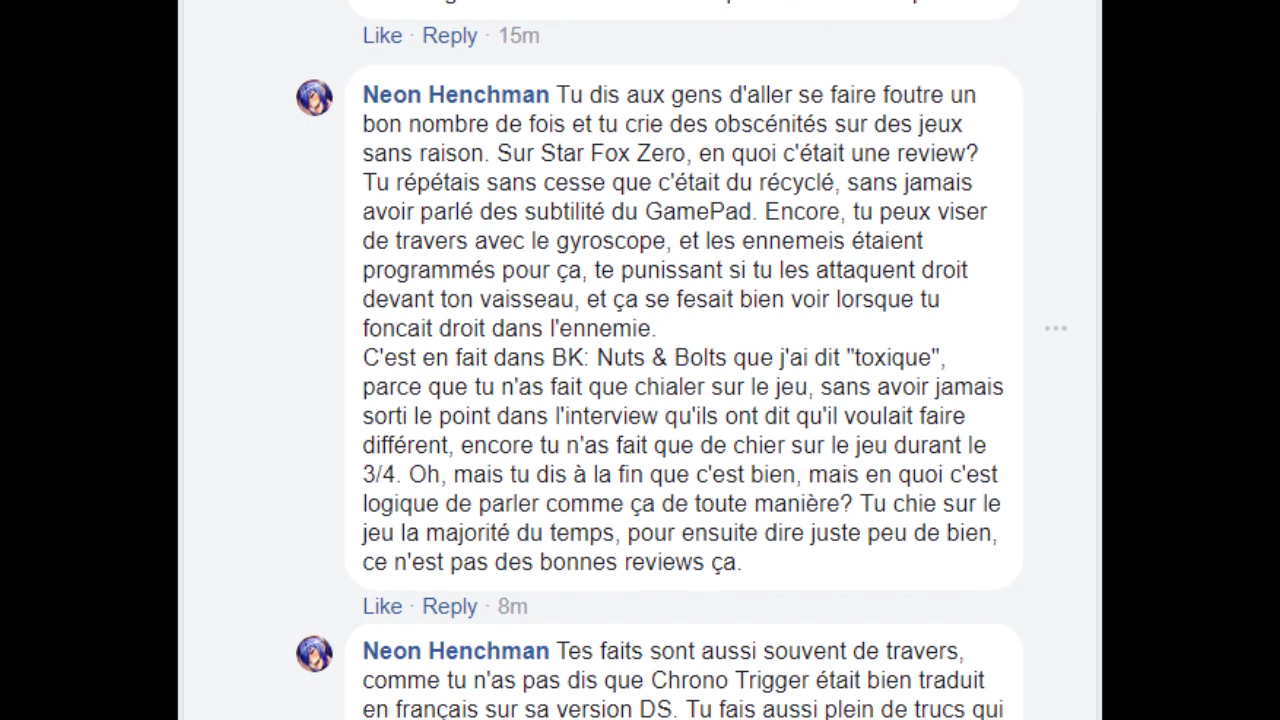 Like · Reply · 15m
Neon Henchman Tu dis aux gens d'aller se faire foutre un
bon nombre de fois et tu crie des obscénités sur des jeux
sans raison. Sur Star Fox Zero, en quoi c'était une review?
Tu répétais sans cesse que c'était du récyclé, sans jamais
avoir parlé des subtilité du GamePad. Encore, tu peux viser
de travers avec le gyroscope, et les ennemeis étaient
programmés pour ça, te punissant si tu les attaquent droit
devant ton vaisseau, et ça se fesait bien voir lorsque tu
foncait droit dans l'ennemie.
C'est en fait dans BK: Nuts & Bolts que j'ai dit "toxique",
parce que tu n'as fait que chialer sur le jeu, sans avoir jamais
sorti le point dans l'interview qu'ils ont dit qu'il voulait faire
différent, encore tu n'as fait que de chier sur le jeu durant le
3/4. Oh, mais tu dis à la fin que c'est bien, mais en quoi c'est
logique de parler comme ça de toute manière? Tu chie sur le
jeu la majorité du temps, pour ensuite dire juste peu de bien,
ce n'est pas des bonnes reviews ça.
Like · Reply · 8m
Neon Henchman Tes faits sont aussi souvent de travers,
comme tu n'as pas dis que Chrono Trigger était bien traduit
en français sur sa version DS. Tu fais aussi plein de trucs qui